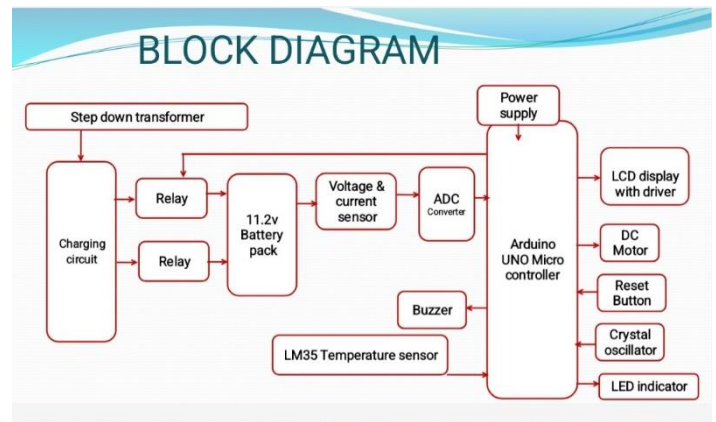 BLOCK DIAGRAM
Power
supply
Step down transformer
Charging
circuit
Relay
Relay
11.2v
Battery
pack
Voltage &
current
sensor
ADC
Converter
Arduino
UNO Micro
controller
LCD display
with driver
DC
Motor
Reset
Button
Crystal
oscillator
LED indicator
Buzzer
LM35 Temperature sensor